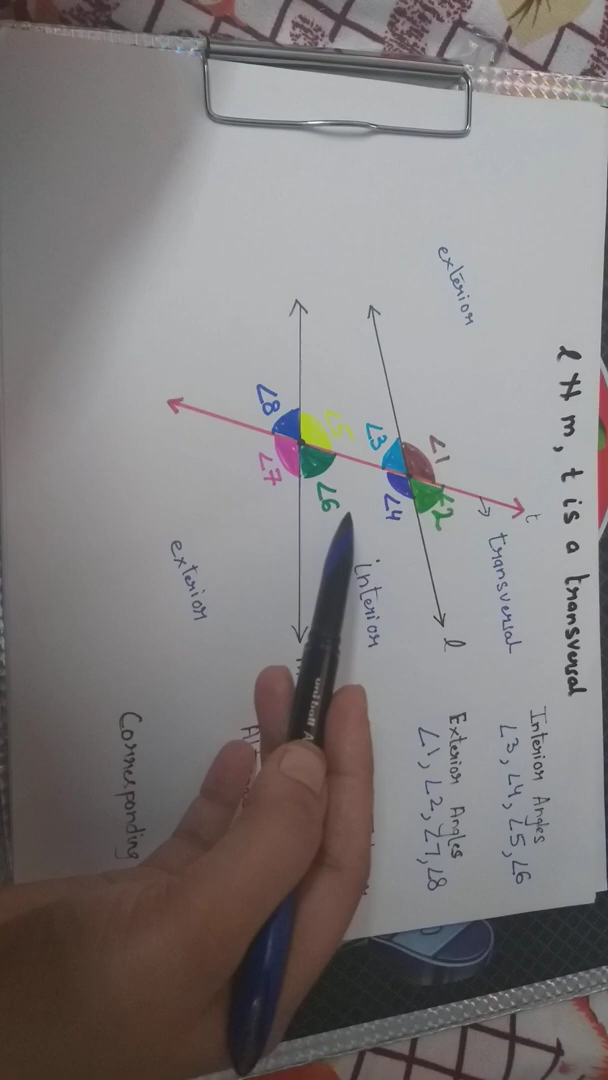 l ∦ m, t is a transversal
t
transversal
exterior
∠1
∠2
l
∠3
∠4
interior
∠5
∠6
∠8
∠7
exterior
Interior Angles
∠3, ∠4, ∠5, ∠6
Exterior Angles
∠1, ∠2, ∠7, ∠8
Corresponding